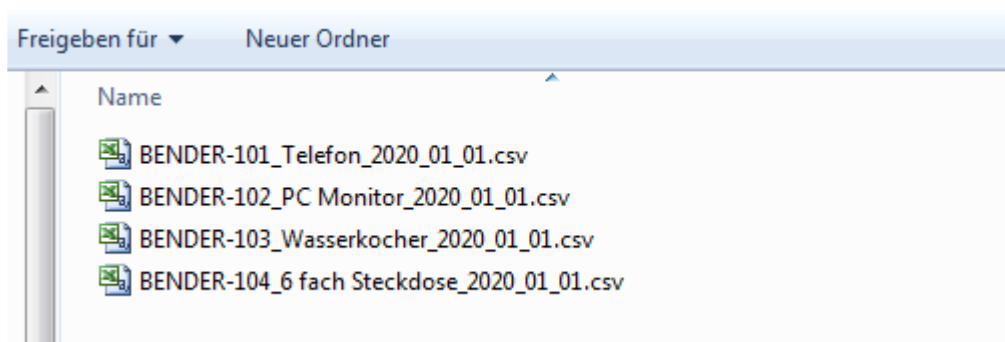 Freigeben für Neuer Ordner
Name
BENDER-101_Telefon_2020_01_01.csv
BENDER-102_PC Monitor_2020_01_01.csv
BENDER-103_Wasserkocher_2020_01_01.csv
BENDER-104_6 fach Steckdose_2020_01_01.csv